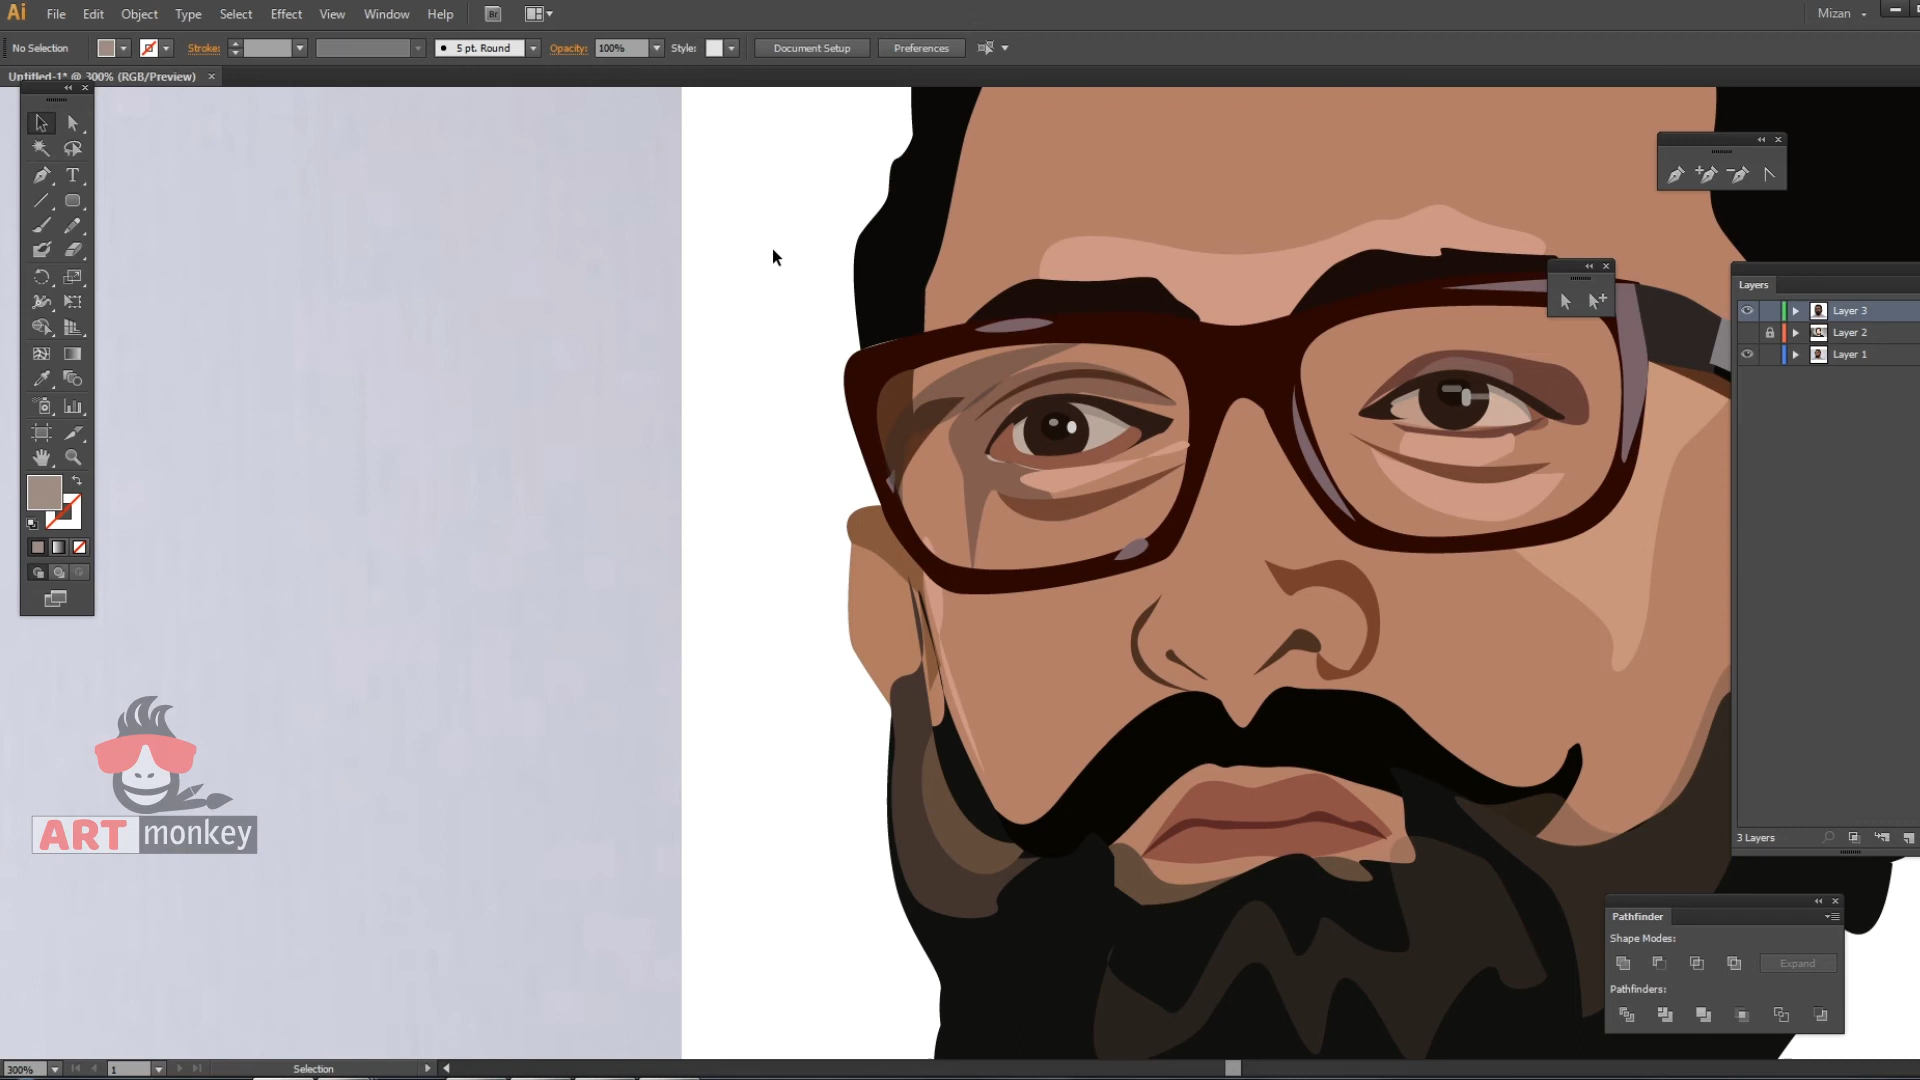 Ai File Edit Object Type Select Effect View Window Help Br Mizan
No Selection Stroke: 5 pt. Round Opacity: 100% Style: Document Setup Preferences
Untitled-1* @ 300% (RGB/Preview)
Layers
Layer 3
Layer 2
Layer 1
3 Layers
ART monkey
Pathfinder
Shape Modes:
Expand
Pathfinders:
300% 1 Selection